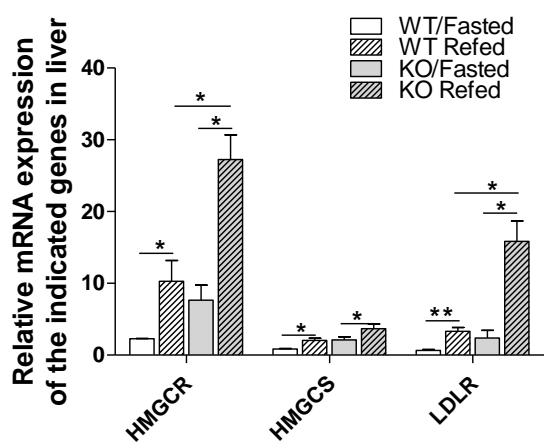 WT/Fasted
WT Refed
KO/Fasted
KO Refed
Relative mRNA expression
of the indicated genes in liver
40
30
20
10
0
*
*
*
*
*
**
*
*
HMGCR
HMGCS
LDLR